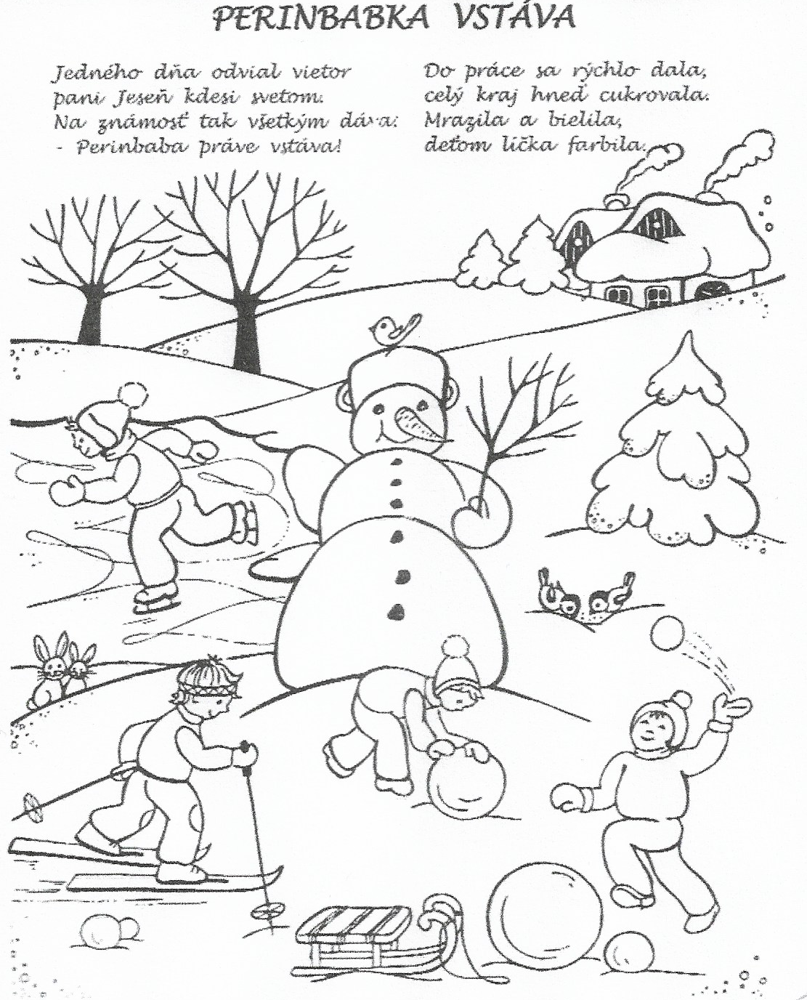 PERINBABKA VSTÁVA
Jedného dňa odvial vietor
pani Jeseň kdesi svetom.
Na známosť tak všetkým dáva:
- Perinbaba práve vstáva!
Do práce sa rýchlo dala,
celý kraj hneď cukrovala.
Mrazila a bielila,
deťom líčka farbila.